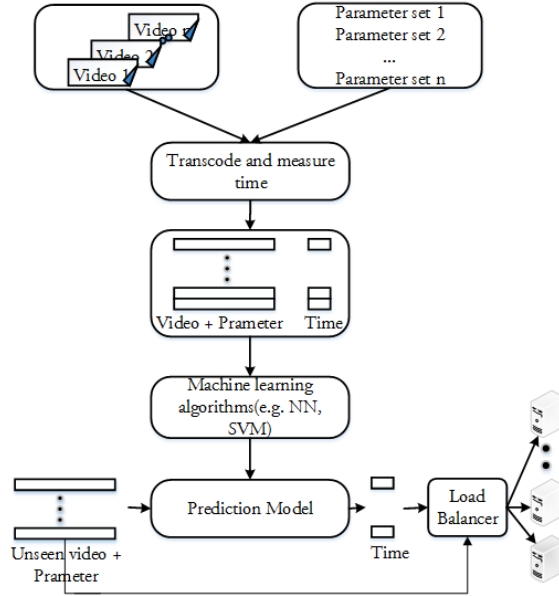 Video n
Video 2
Video 1
Parameter set 1
Parameter set 2
...
Parameter set n
Transcode and measure
time
Video + Prameter
Time
Machine learning
algorithms(e.g. NN,
SVM)
Prediction Model
Unseen video +
Prameter
Time
Load
Balancer